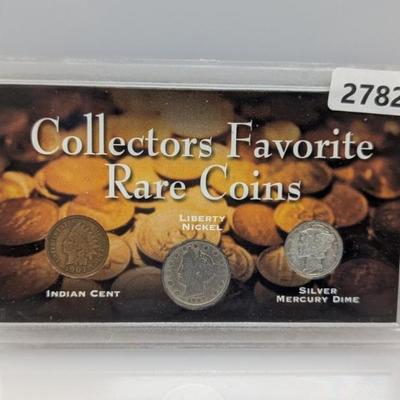 2782
Collectors Favorite
Rare Coins
LIBERTY
NICKEL
INDIAN CENT
SILVER
MERCURY DIME